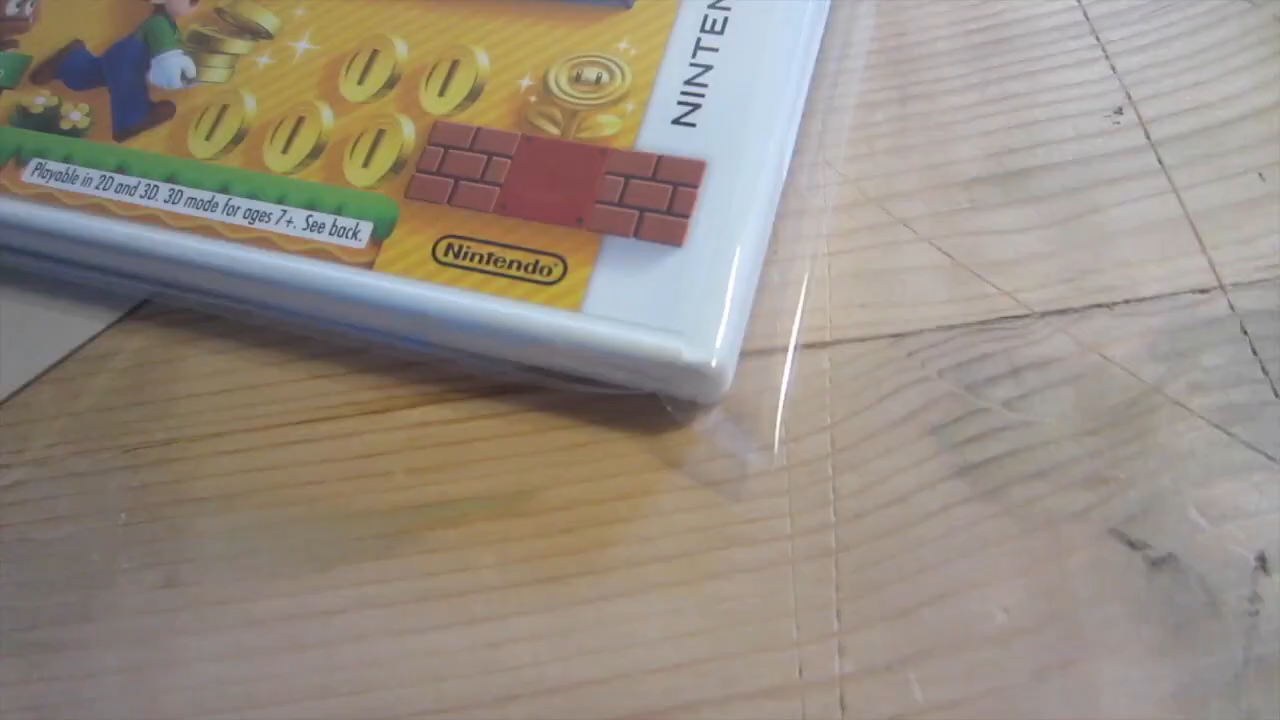 NINTEN
Playable in 2D and 3D. 3D mode for ages 7+. See back.
Nintendo